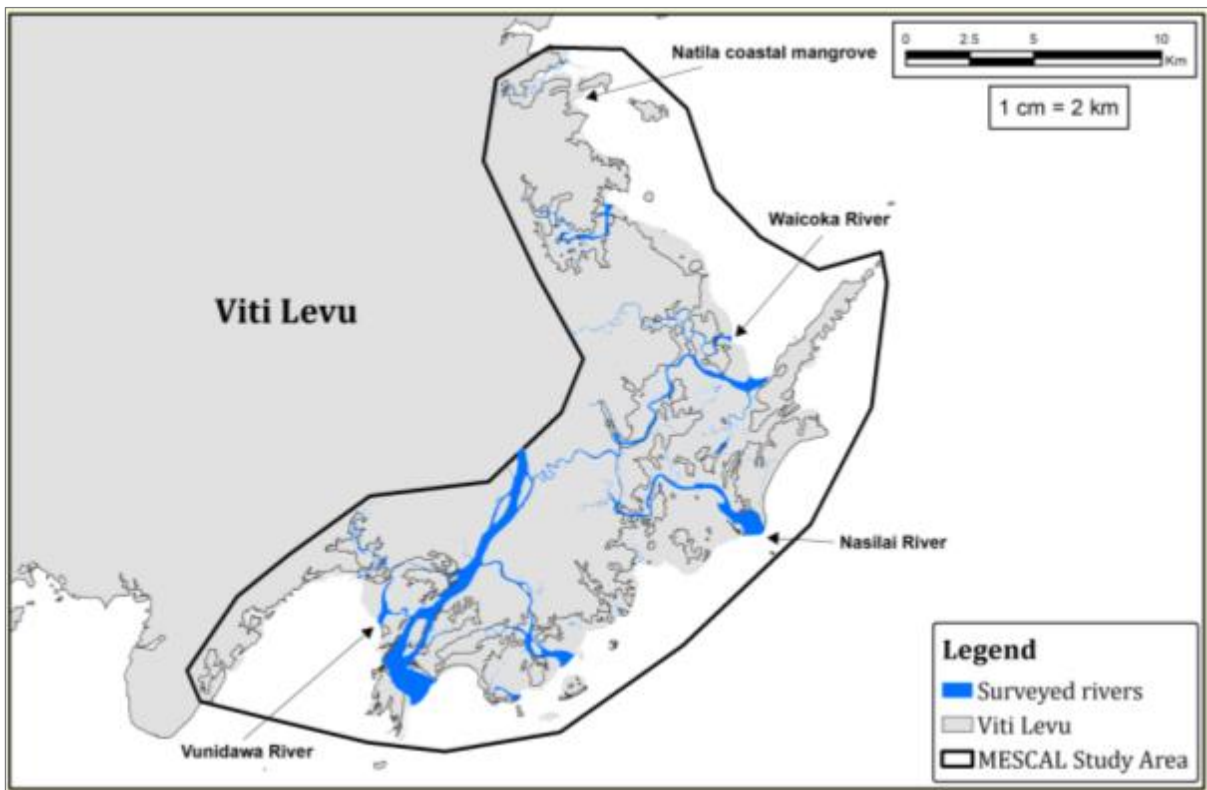 Natila coastal mangrove
0 2.5 5 10
Km
1 cm = 2 km
Waicoka River
Viti Levu
Nasilai River
Vunidawa River
Legend
Surveyed rivers
Viti Levu
MESCAL Study Area